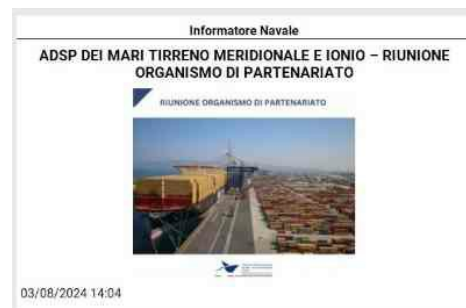 Informatore Navale
ADSP DEI MARI TIRRENO MERIDIONALE E IONIO – RIUNIONE
ORGANISMO DI PARTENARIATO
RIUNIONE ORGANISMO DI PARTENARIATO
03/08/2024 14:04